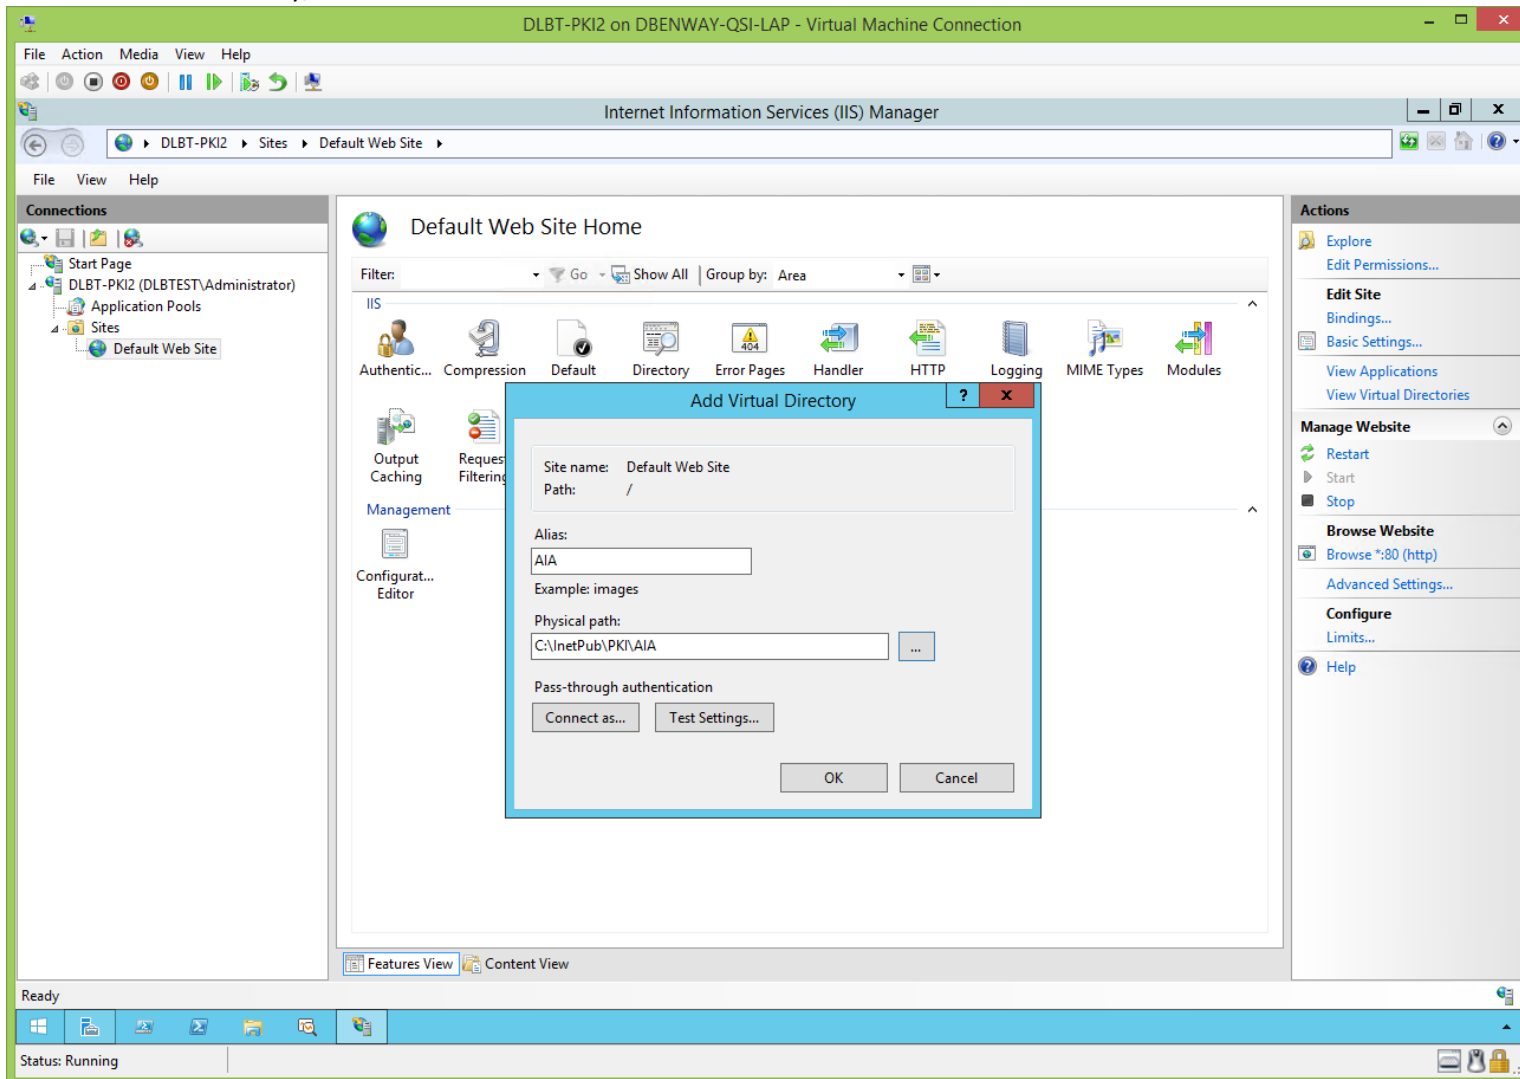 DLBT-PKI2 on DBENWAY-QSI-LAP - Virtual Machine Connection
File Action Media View Help
Internet Information Services (IIS) Manager
DLBT-PKI2 Sites Default Web Site
File View Help
Connections
Start Page
DLBT-PKI2 (DLBTEST\Administrator)
Application Pools
Sites
Default Web Site
Default Web Site Home
Filter: Go Show All Group by: Area
IIS
Authentic... Compression Default Directory Error Pages Handler HTTP Logging MIME Types Modules
404
Output Caching
Request Filtering
Management
Configurat... Editor
Add Virtual Directory
?
x
Site name: Default Web Site
Path: /
Alias:
AIA
Example: images
Physical path:
C:\InetPub\PKI\AIA
...
Pass-through authentication
Connect as... Test Settings...
OK Cancel
Features View Content View
Actions
Explore
Edit Permissions...
Edit Site
Bindings...
Basic Settings...
View Applications
View Virtual Directories
Manage Website
Restart
Start
Stop
Browse Website
Browse *:80 (http)
Advanced Settings...
Configure
Limits...
Help
Ready
Status: Running